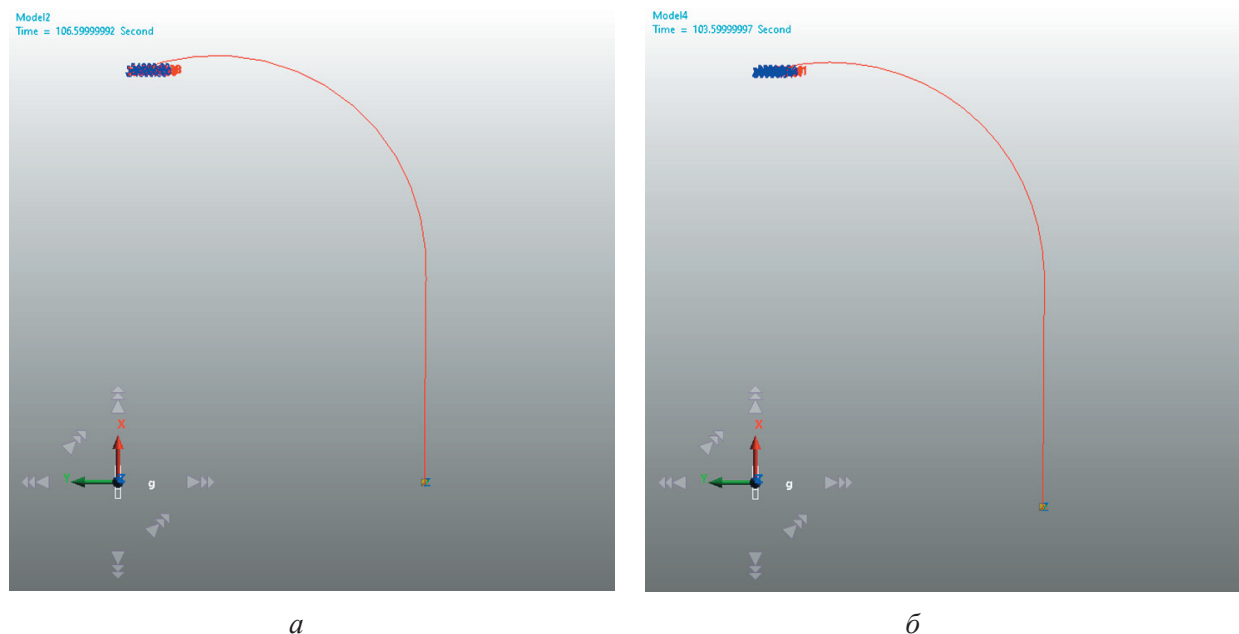 Model2
Time = 106.59999992 Second
X
Y
Z
g
Z
а
Model4
Time = 103.59999997 Second
X
Y
Z
g
Z
б